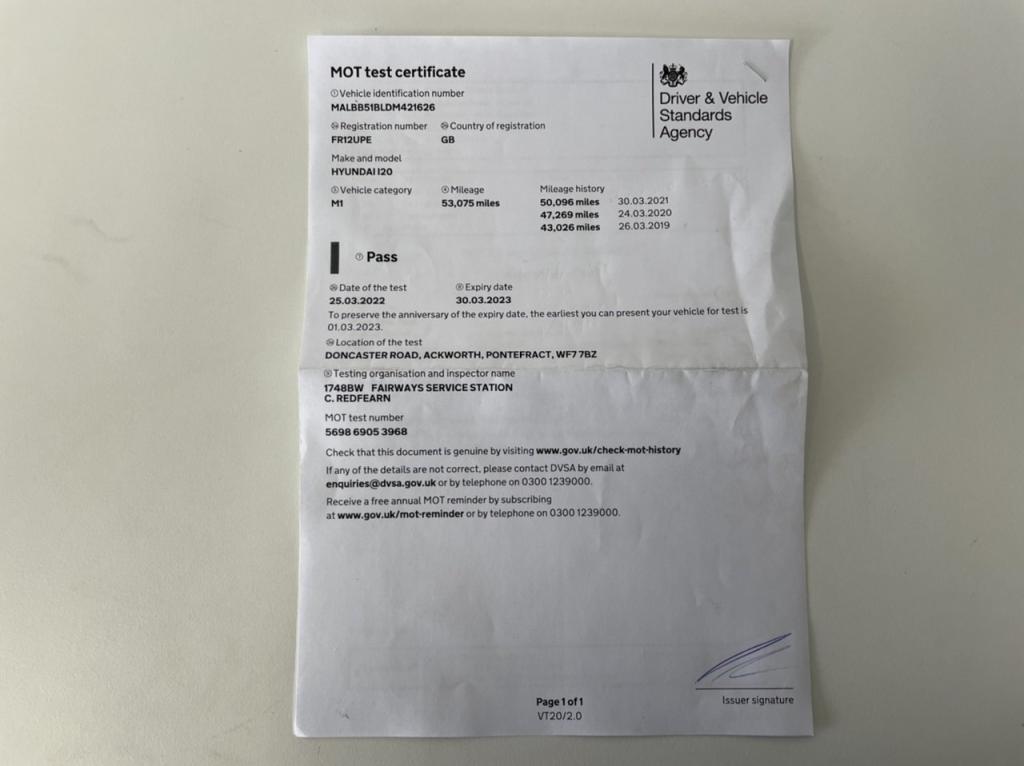 MOT test certificate
Driver & Vehicle
Standards
Agency
Vehicle identification number
MALBB51BLDM421626
Registration number Country of registration
FR12UPE GB
Make and model
HYUNDAI I20
Vehicle category Mileage Mileage history
M1 53,075 miles 50,096 miles 30.03.2021
47,269 miles 24.03.2020
43,026 miles 26.03.2019
Pass
Date of the test Expiry date
25.03.2022 30.03.2023
To preserve the anniversary of the expiry date, the earliest you can present your vehicle for test is
01.03.2023.
Location of the test
DONCASTER ROAD, ACKWORTH, PONTEFRACT, WF7 7BZ
Testing organisation and inspector name
1748BW FAIRWAYS SERVICE STATION
C. REDFEARN
MOT test number
5698 6905 3968
Check that this document is genuine by visiting www.gov.uk/check-mot-history
If any of the details are not correct, please contact DVSA by email at
enquiries@dvsa.gov.uk or by telephone on 0300 1239000.
Receive a free annual MOT reminder by subscribing
at www.gov.uk/mot-reminder or by telephone on 0300 1239000.
Issuer signature
Page 1 of 1
VT20/2.0